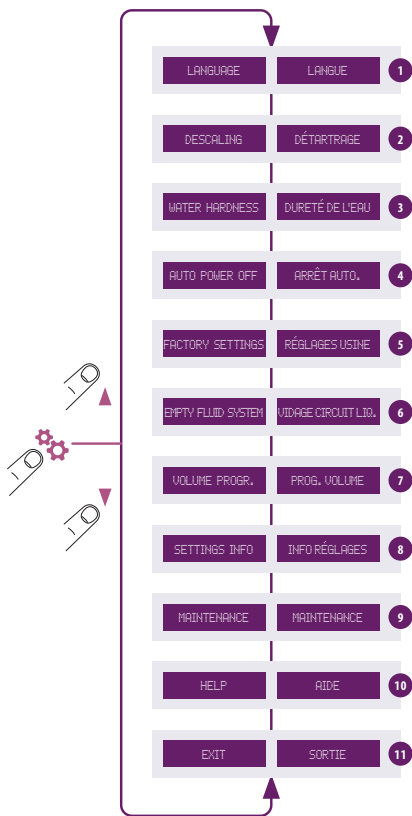 LANGUAGE LANGUE 1
DESCALING DÉTARTRAGE 2
WATER HARDNESS DURETÉ DE L'EAU 3
AUTO POWER OFF ARRÊT AUTO. 4
FACTORY SETTINGS RÉGLAGES USINE 5
EMPTY FLUID SYSTEM VIDAGE CIRCUIT LIQ. 6
VOLUME PROGR. PROG. VOLUME 7
SETTINGS INFO INFO RÉGLAGES 8
MAINTENANCE MAINTENANCE 9
HELP AIDE 10
EXIT SORTIE 11